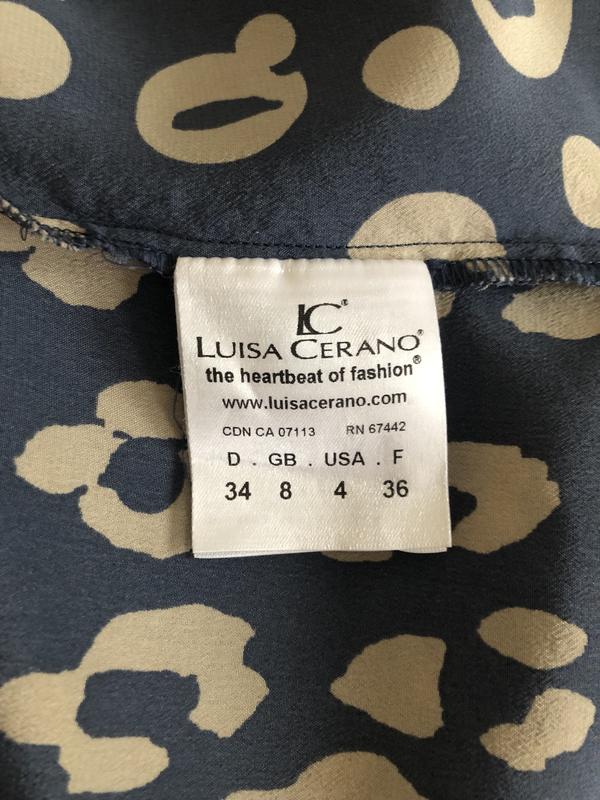 LC®
LUISA CERANO®
the heartbeat of fashion®
www.luisacerano.com
CDN CA 07113 RN 67442
D . GB . USA . F
34 8 4 36